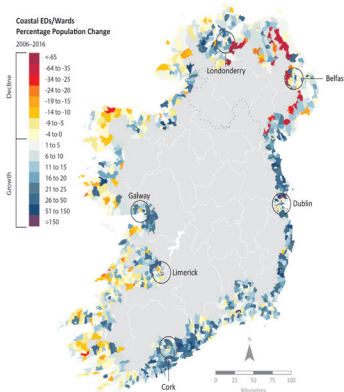 Coastal EDs/Wards
Percentage Population Change
2006–2016
Decline
Growth
<-65
-64 to -35
-34 to -25
-24 to -20
-19 to -15
-14 to -10
-9 to -5
-4 to 0
1 to 5
6 to 10
11 to 15
16 to 20
21 to 25
26 to 50
51 to 150
>150
Londonderry
Belfas
Galway
Dublin
Limerick
Cork
N
0 25 50 100
Kilometres